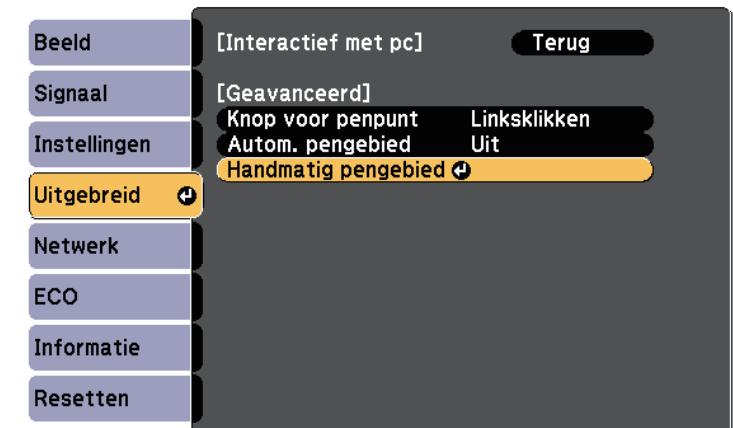 Beeld
Signaal
Instellingen
Uitgebreid
Netwerk
ECO
Informatie
Resetten
[Interactief met pc] Terug
[Geavanceerd]
Knop voor penpunt Linksklikken
Autom. pengebied Uit
Handmatig pengebied